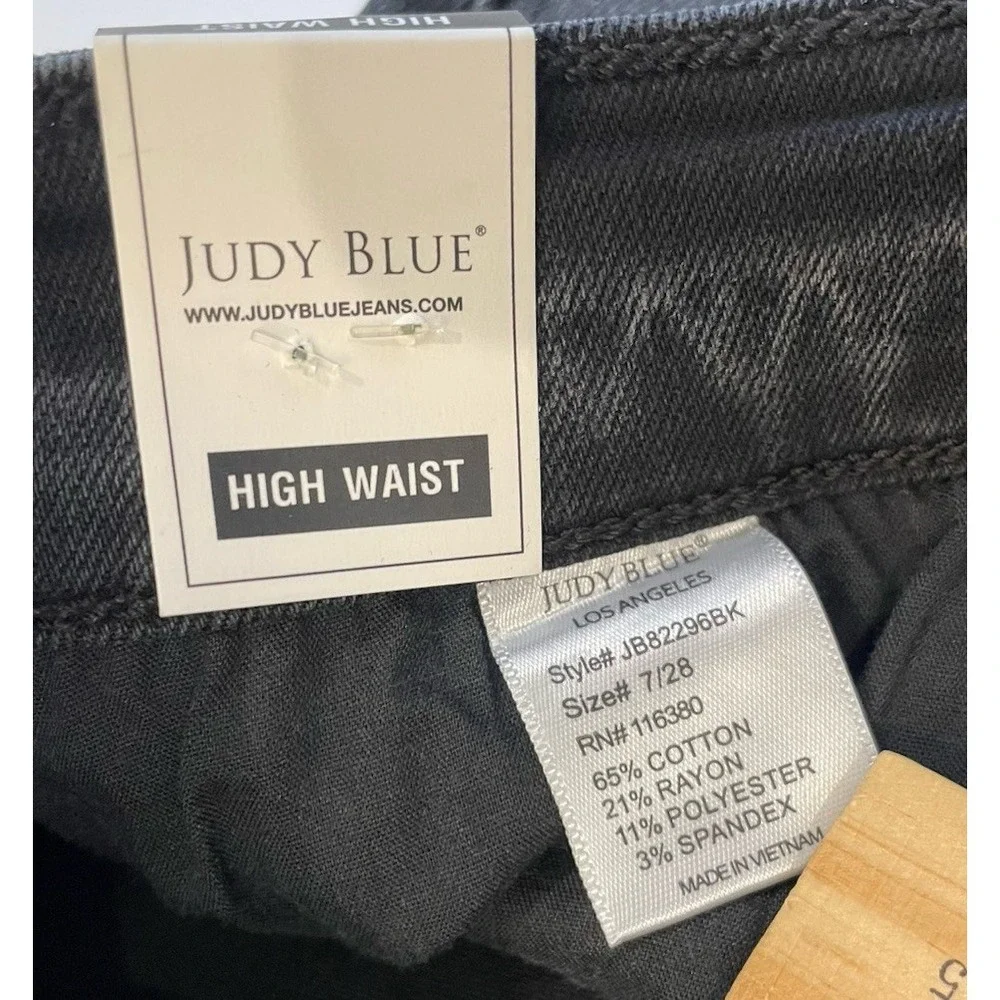 HIGH WAIST
JUDY BLUE®
WWW.JUDYBLUEJEANS.COM
HIGH WAIST
JUDY BLUE®
LOS ANGELES
Style# JB82296BK
Size# 7/28
RN# 116380
65% COTTON
21% RAYON
11% POLYESTER
3% SPANDEX
MADE IN VIETNAM
5